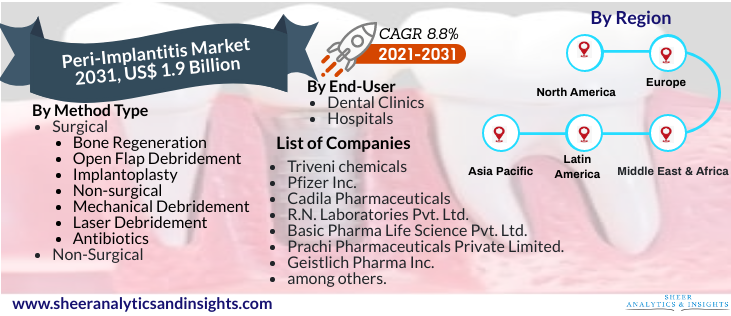 Peri-Implantitis Market
2031, US$ 1.9 Billion
CAGR 8.8%
2021-2031
By Region
North America
Europe
Asia Pacific
Latin
America
Middle East & Africa
By Method Type
Surgical
Bone Regeneration
Open Flap Debridement
Implantoplasty
Non-surgical
Mechanical Debridement
Laser Debridement
Antibiotics
Non-Surgical
By End-User
Dental Clinics
Hospitals
List of Companies
Triveni chemicals
Pfizer Inc.
Cadila Pharmaceuticals
R.N. Laboratories Pvt. Ltd.
Basic Pharma Life Science Pvt. Ltd.
Prachi Pharmaceuticals Private Limited.
Geistlich Pharma Inc.
among others.
www.sheeranalyticsandinsights.com
SHEER
ANALYTICS & INSIGHTS